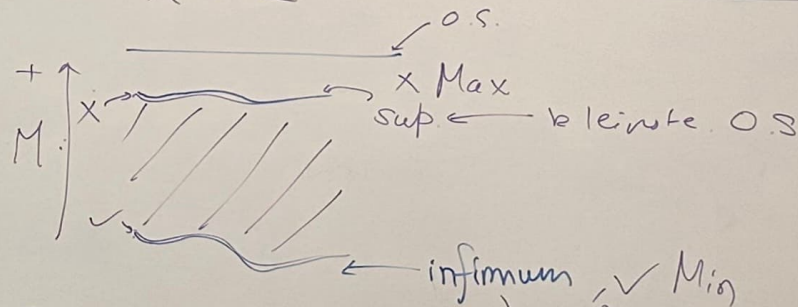 O.S.
+
x Max
x
sup. ← kleinste O.S
M
✓
← infimum, ✓ Min